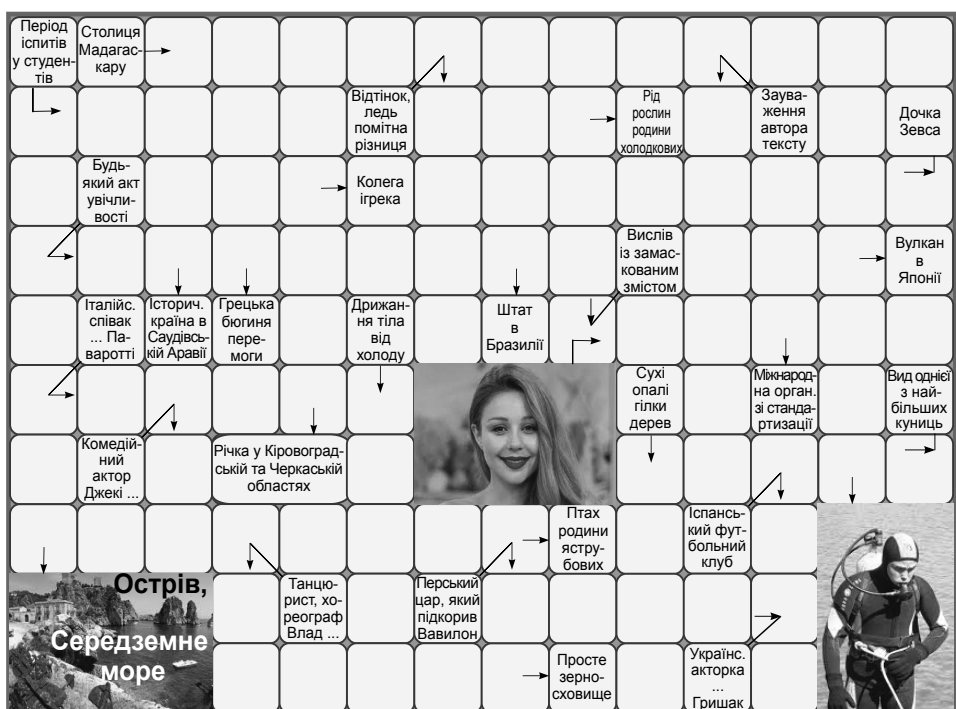 Період
іспитів
у студен-
тів
Столиця
Мадагас-
кару
Відтінок,
ледь
помітна
різниця
Рід
рослин
родини
холодкових
Заува-
ження
автора
тексту
Дочка
Зевса
Будь-
який акт
увічли-
вості
Колега
ігрека
Вислів
із замас-
кованим
змістом
Вулкан
в
Японії
Італійс.
співак
... Па-
варотті
Історич.
країна в
Саудівсь-
кій Аравії
Грецька
бюгиня
пере-
моги
Дрижан-
ня тіла
від
холоду
Штат
в
Бразилії
Сухі
опалі
гілки
дерев
Міжнарод-
на орган.
зі станда-
ртизації
Вид однієї
з най-
більших
куниць
Комедій-
ний
актор
Джекі ...
Річка у Кіровоград-
ській та Черкаській
областях
Птах
родини
ястру-
бових
Іспансь-
кий фут-
больний
клуб
Острів,
Середземне
море
Танцю-
рист, хо-
реограф
Влад ...
Перський
цар, який
підкорив
Вавилон
Просте
зерно-
сховище
Українс.
акторка
...
Гришак